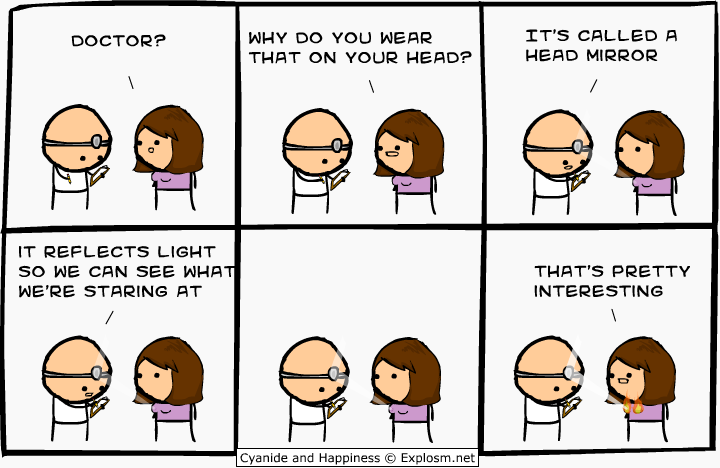 DOCTOR?
WHY DO YOU WEAR
THAT ON YOUR HEAD?
IT'S CALLED A
HEAD MIRROR
IT REFLECTS LIGHT
SO WE CAN SEE WHAT
WE'RE STARING AT
THAT'S PRETTY
INTERESTING
Cyanide and Happiness © Explosm.net